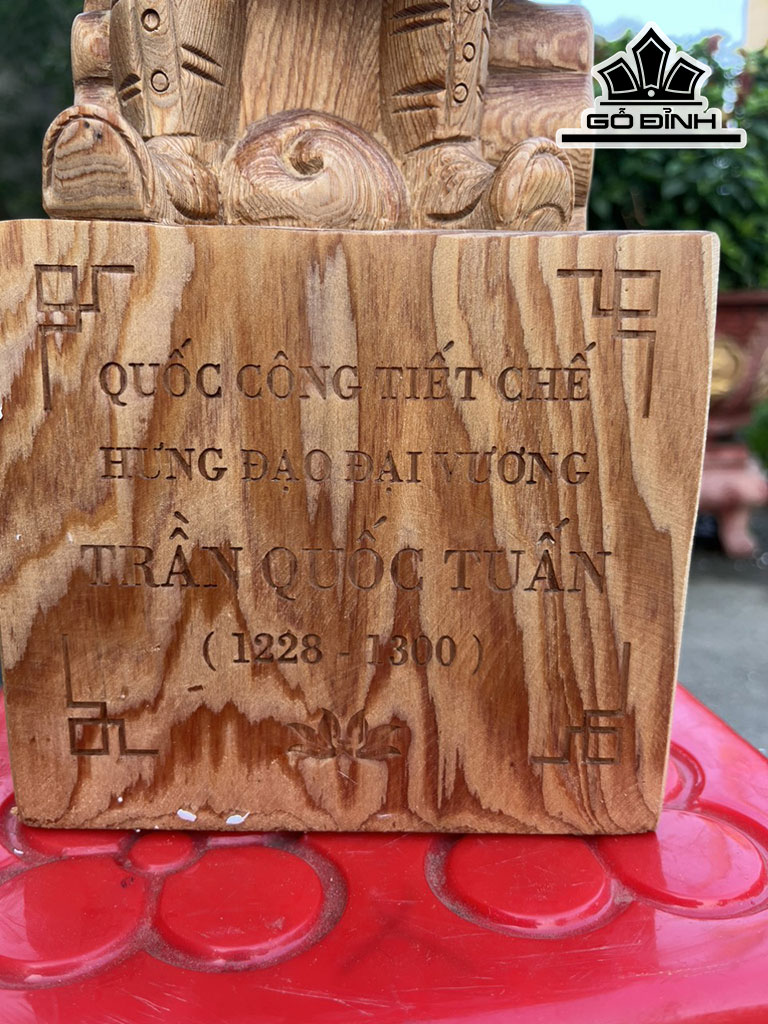 GỖ ĐỈNH
QUỐC CÔNG TIẾT CHẾ
HƯNG ĐẠO ĐẠI VƯƠNG
TRẦN QUỐC TUẤN
( 1228 - 1300 )